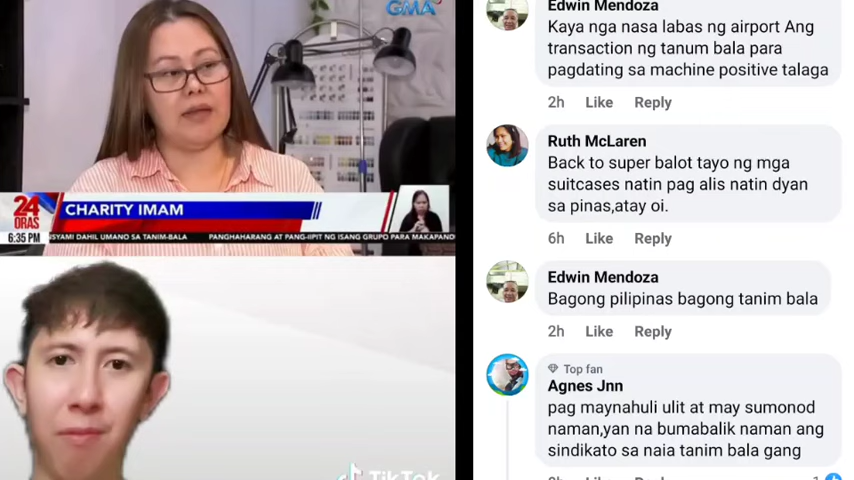 GMA
24
ORAS
6:35 PM
CHARITY IMAM
NSYAMI DAHIL UMANO SA TANIM-BALA
PANGHAHARANG AT PANG-IIPIT NG ISANG GRUPO PARA MAKAPAND
TikTok
Edwin Mendoza
Kaya nga nasa labas ng airport Ang
transaction ng tanum bala para
pagdating sa machine positive talaga
2h Like Reply
Ruth McLaren
Back to super balot tayo ng mga
suitcases natin pag alis natin dyan
sa pinas,atay oi.
6h Like Reply
Edwin Mendoza
Bagong pilipinas bagong tanim bala
2h Like Reply
Top fan
Agnes Jnn
pag maynahuli ulit at may sumonod
naman,yan na bumabalik naman ang
sindikato sa naia tanim bala gang
Like Reply
1